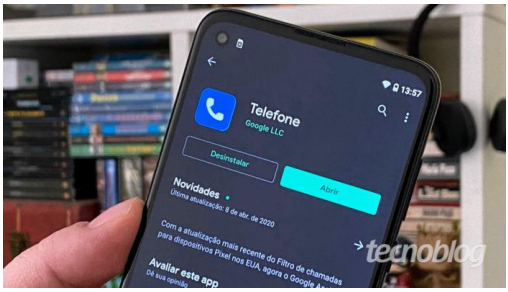 13:57
Telefone
Google LLC
Desinstalar
Abrir
Novidades
Última atualização: 8 de abr. de 2020
Com a atualização mais recente do Filtro de chamadas
para dispositivos Pixel nos EUA, agora o Google
Avaliar este app
Dê sua opinião
tecnoblog